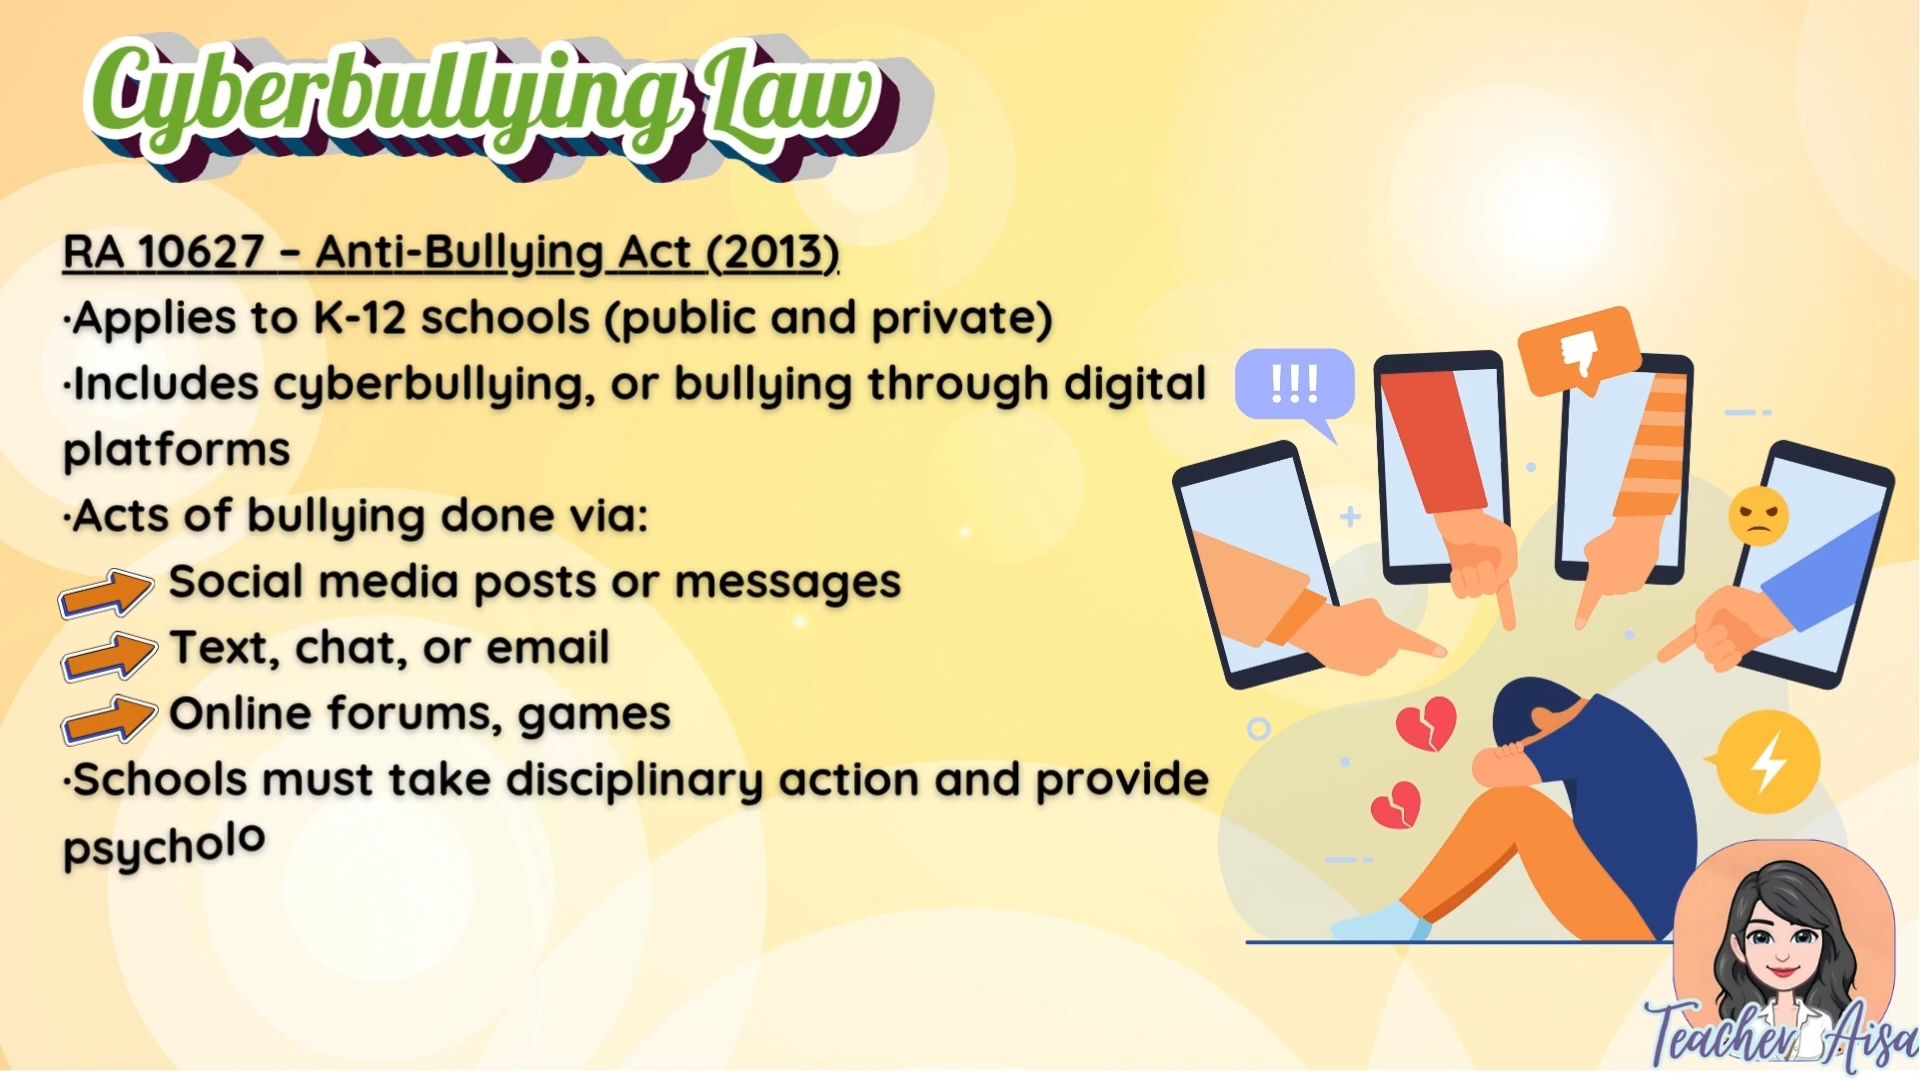 Cyberbullying Law
RA 10627 – Anti-Bullying Act (2013)
·Applies to K-12 schools (public and private)
·Includes cyberbullying, or bullying through digital
platforms
·Acts of bullying done via:
Social media posts or messages
Text, chat, or email
Online forums, games
·Schools must take disciplinary action and provide
psycholo
!!!
Teacher Aisa